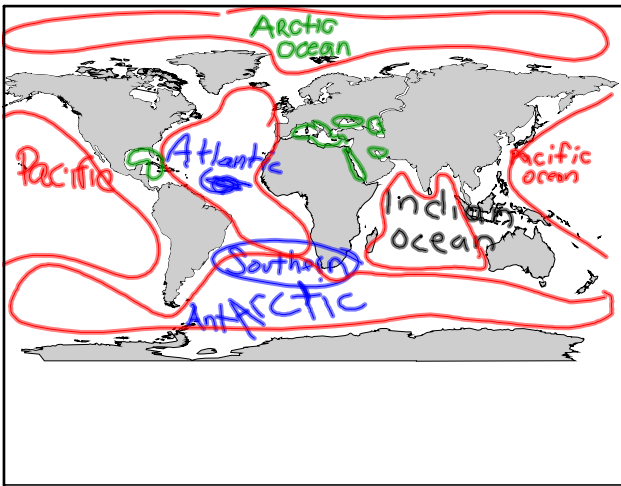 Arctic
Ocean
Pacific
Atlantic
Pacific
ocean
Indian
Ocean
Southern
AntArctic